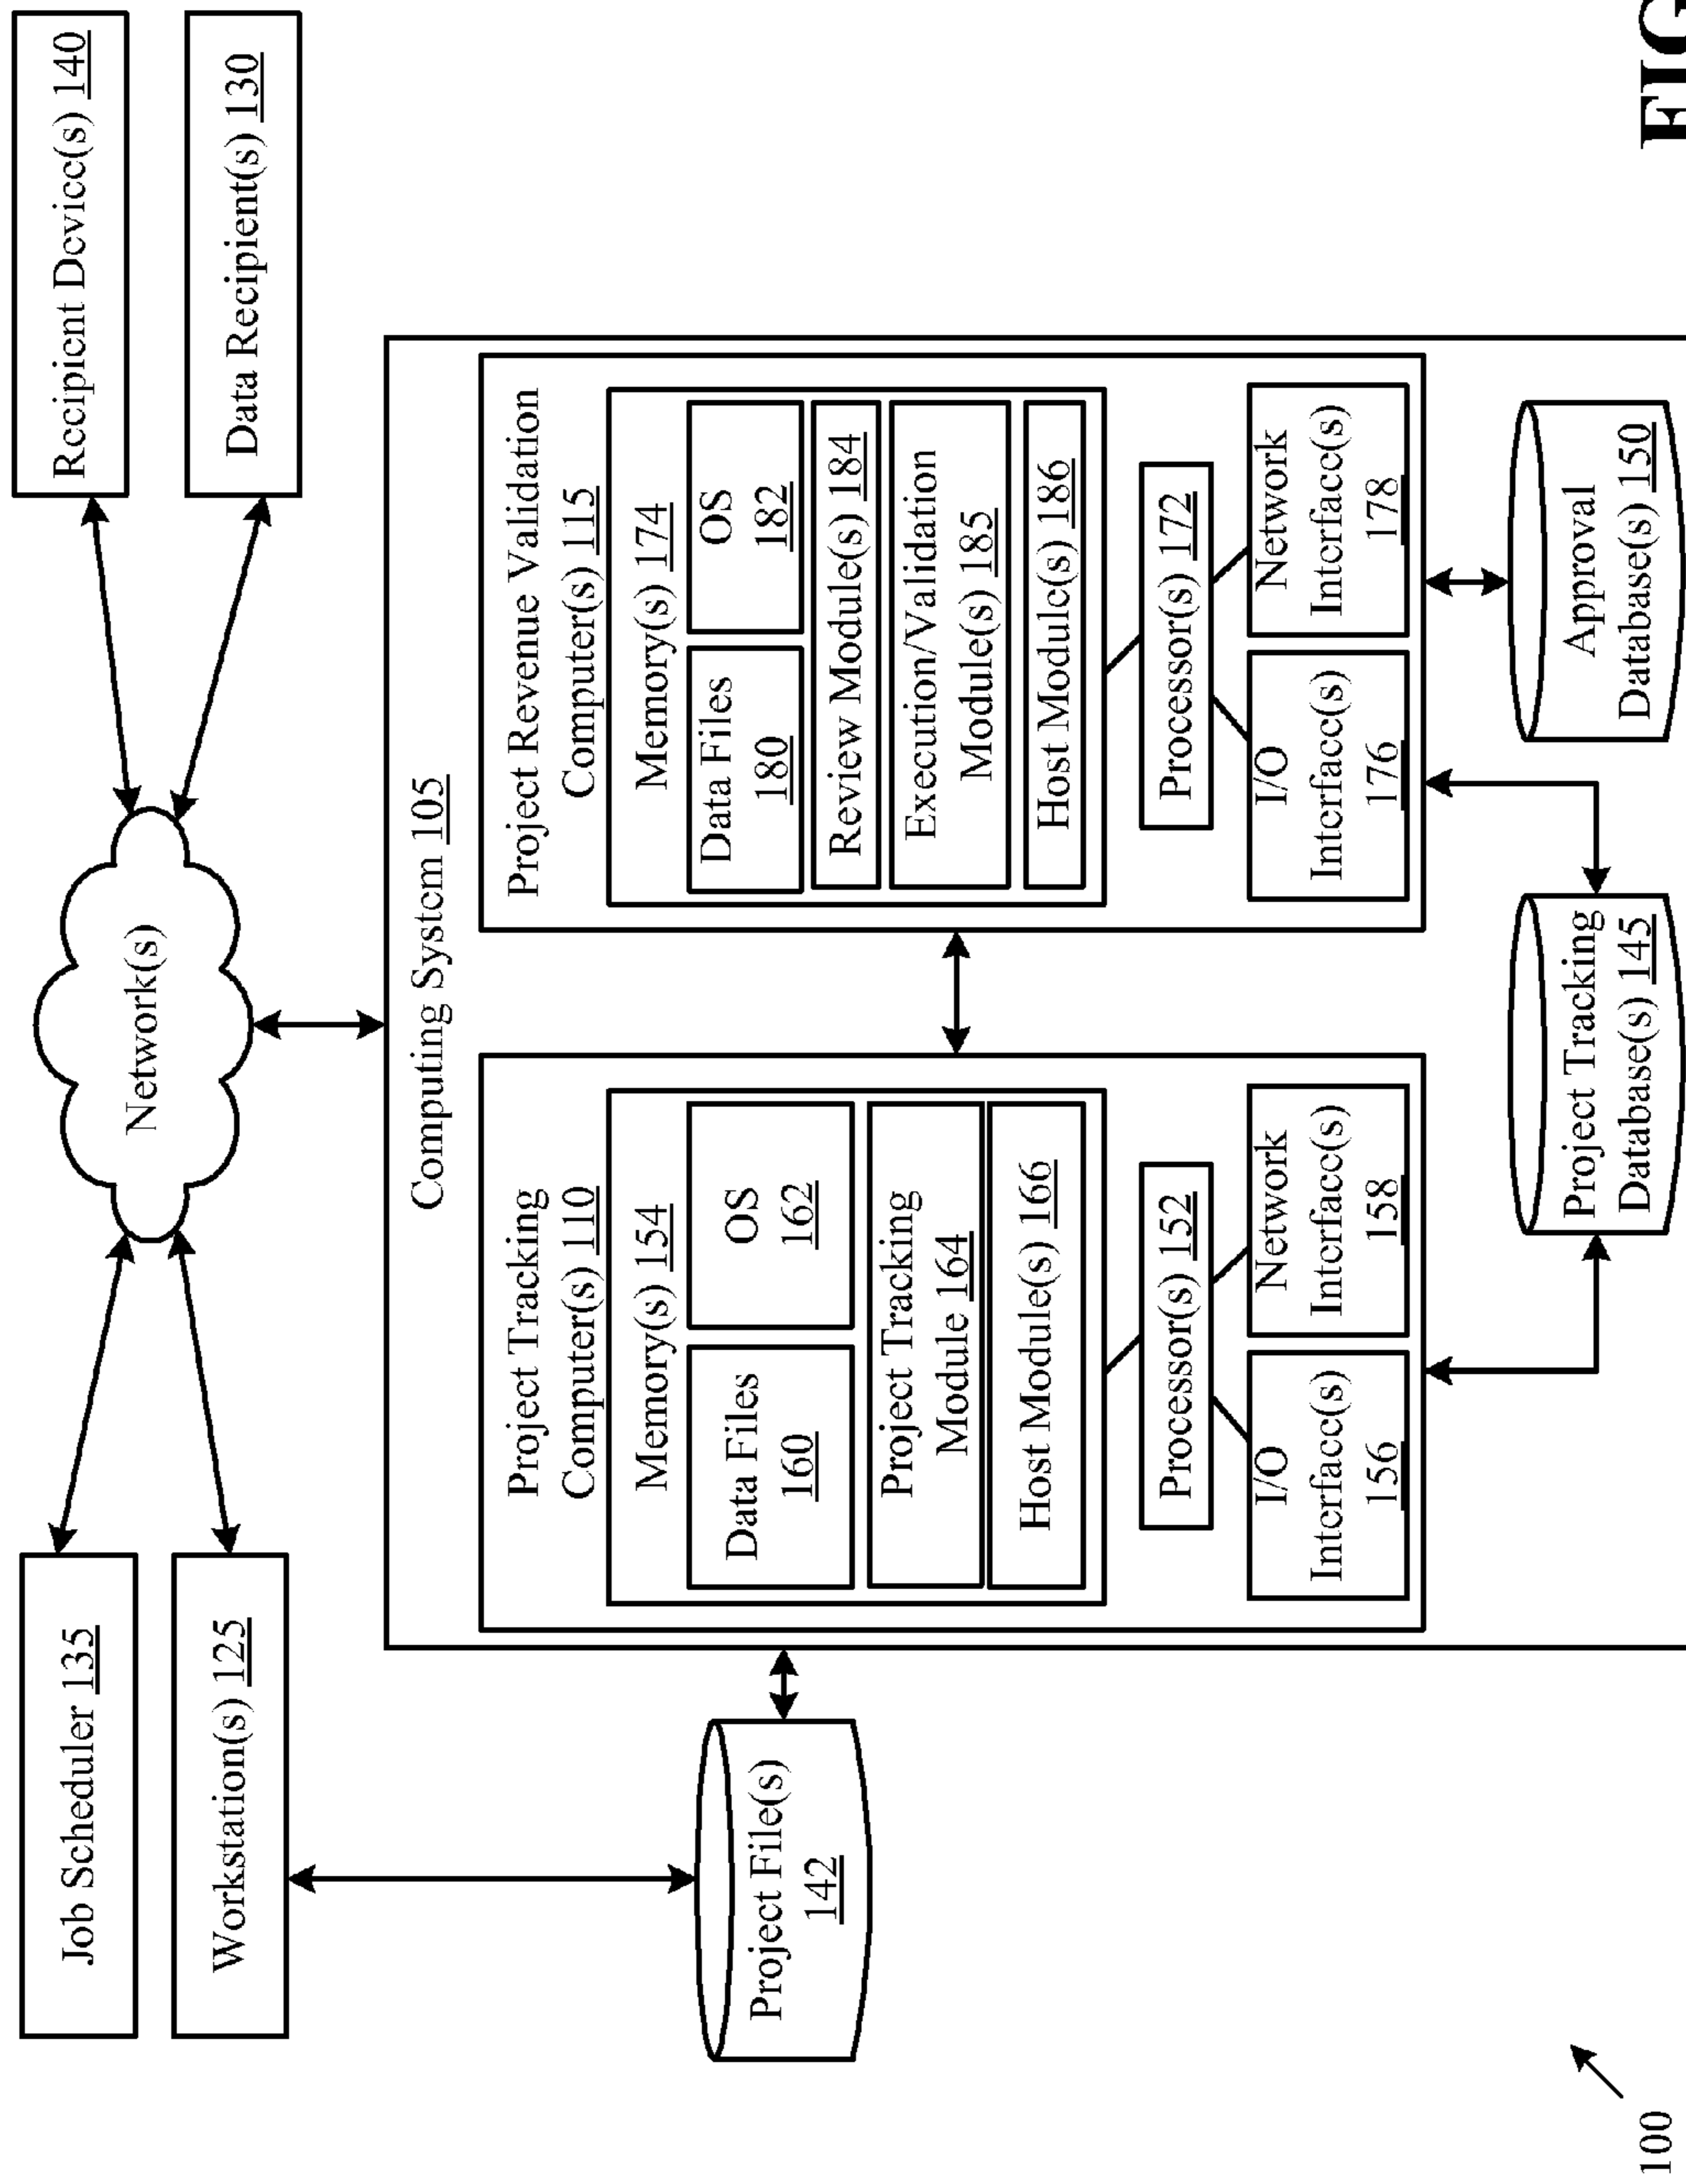 Job Scheduler 135
Workstation(s) 125
Network(s)
Recipient Device(s) 140
Data Recipient(s) 130
Project File(s)
142
Computing System 105
Project Tracking
Computer(s) 110
Memory(s) 154
Data Files
160
OS
162
Project Tracking
Module 164
Host Module(s) 166
Processor(s) 152
I/O
Interface(s)
156
Network
Interface(s)
158
Project Revenue Validation
Computer(s) 115
Memory(s) 174
Data Files
180
OS
182
Review Module(s) 184
Execution/Validation
Module(s) 185
Host Module(s) 186
Processor(s) 172
I/O
Interface(s)
176
Network
Interface(s)
178
Project Tracking
Database(s) 145
Approval
Database(s) 150
100
FIG